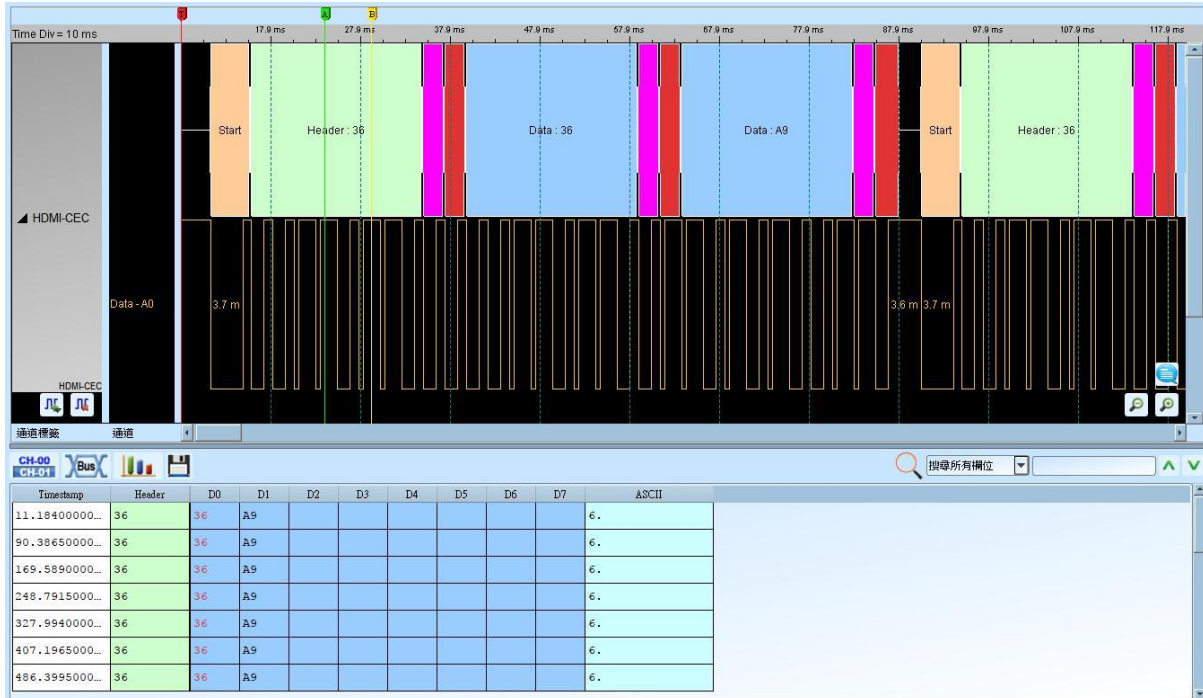 T A B
Time Div = 10 ms 17.9 ms 27.9 ms 37.9 ms 47.9 ms 57.9 ms 67.9 ms 77.9 ms 87.9 ms 97.9 ms 107.9 ms 117.9 ms
Start Header : 36 Data : 36 Data : A9 Start Header : 36
HDMI-CEC
Data - A0 3.7 m 3.6 m 3.7 m
HDMI-CEC
通道標籤 通道
CH-00
CH-01
Bus
搜尋所有欄位
Timestamp Header D0 D1 D2 D3 D4 D5 D6 D7 ASCII
11.18400000... 36 36 A9 6.
90.38650000... 36 36 A9 6.
169.5890000... 36 36 A9 6.
248.7915000... 36 36 A9 6.
327.9940000... 36 36 A9 6.
407.1965000... 36 36 A9 6.
486.3995000... 36 36 A9 6.